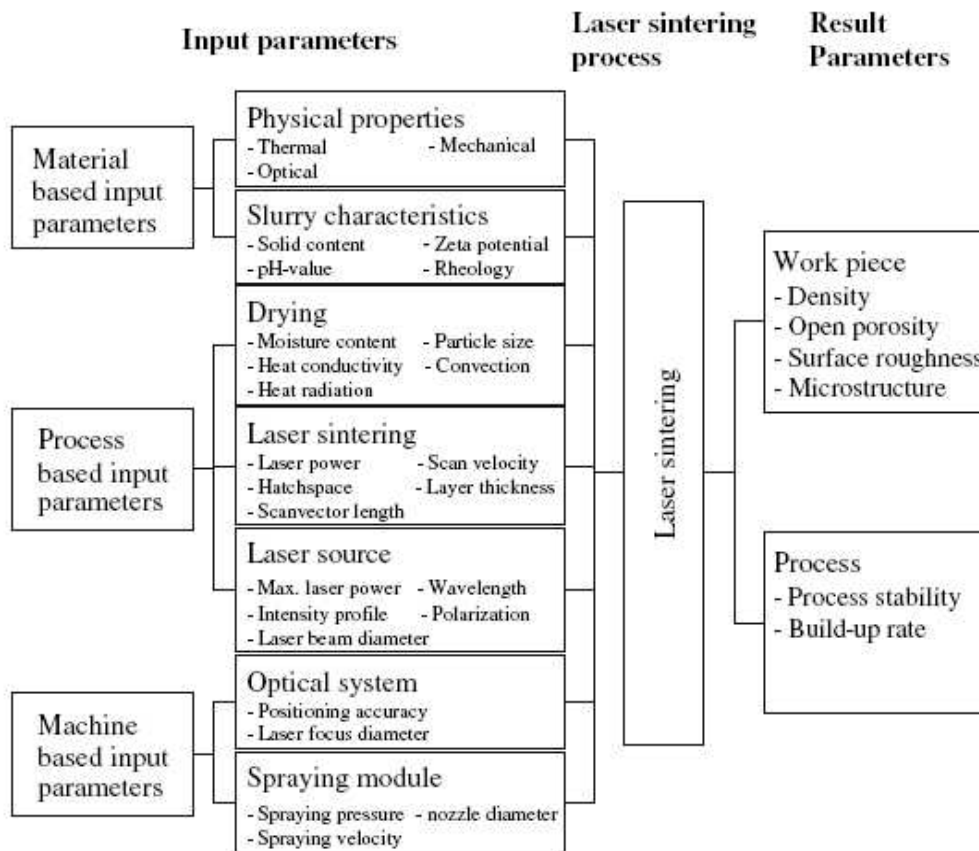 Input parameters
Laser sintering
process
Result
Parameters
Material
based input
parameters
Physical properties
- Thermal - Mechanical
- Optical
Slurry characteristics
- Solid content - Zeta potential
- pH-value - Rheology
Process
based input
parameters
Drying
- Moisture content - Particle size
- Heat conductivity - Convection
- Heat radiation
Laser sintering
- Laser power - Scan velocity
- Hatchspace - Layer thickness
- Scanvector length
Laser source
- Max. laser power - Wavelength
- Intensity profile - Polarization
- Laser beam diameter
Machine
based input
parameters
Optical system
- Positioning accuracy
- Laser focus diameter
Spraying module
- Spraying pressure - nozzle diameter
- Spraying velocity
Laser sintering
Work piece
- Density
- Open porosity
- Surface roughness
- Microstructure
Process
- Process stability
- Build-up rate